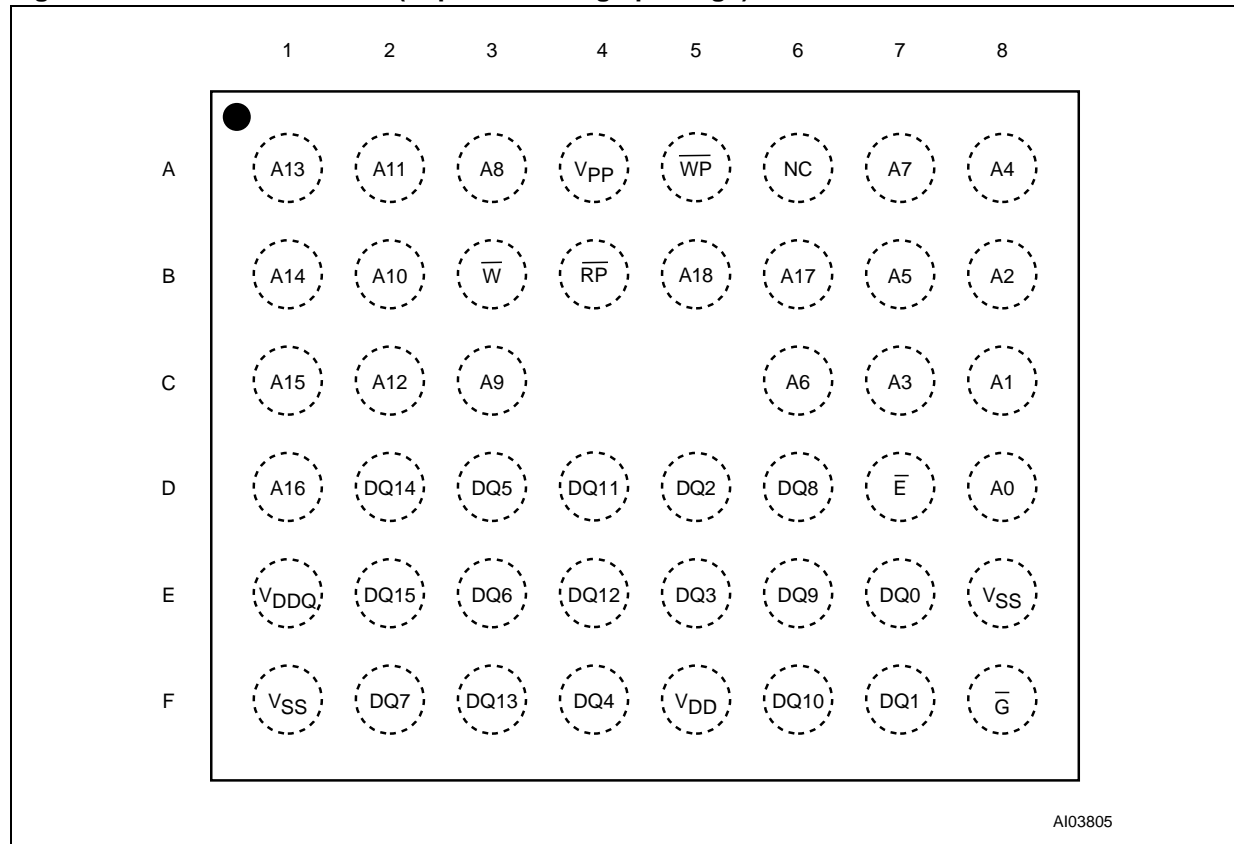 1 2 3 4 5 6 7 8
A A13 A11 A8 VPP W̅P̅ NC A7 A4
B A14 A10 W̅ R̅P̅ A18 A17 A5 A2
C A15 A12 A9 A6 A3 A1
D A16 DQ14 DQ5 DQ11 DQ2 DQ8 E̅ A0
E VDDQ DQ15 DQ6 DQ12 DQ3 DQ9 DQ0 VSS
F VSS DQ7 DQ13 DQ4 VDD DQ10 DQ1 G̅
AI03805